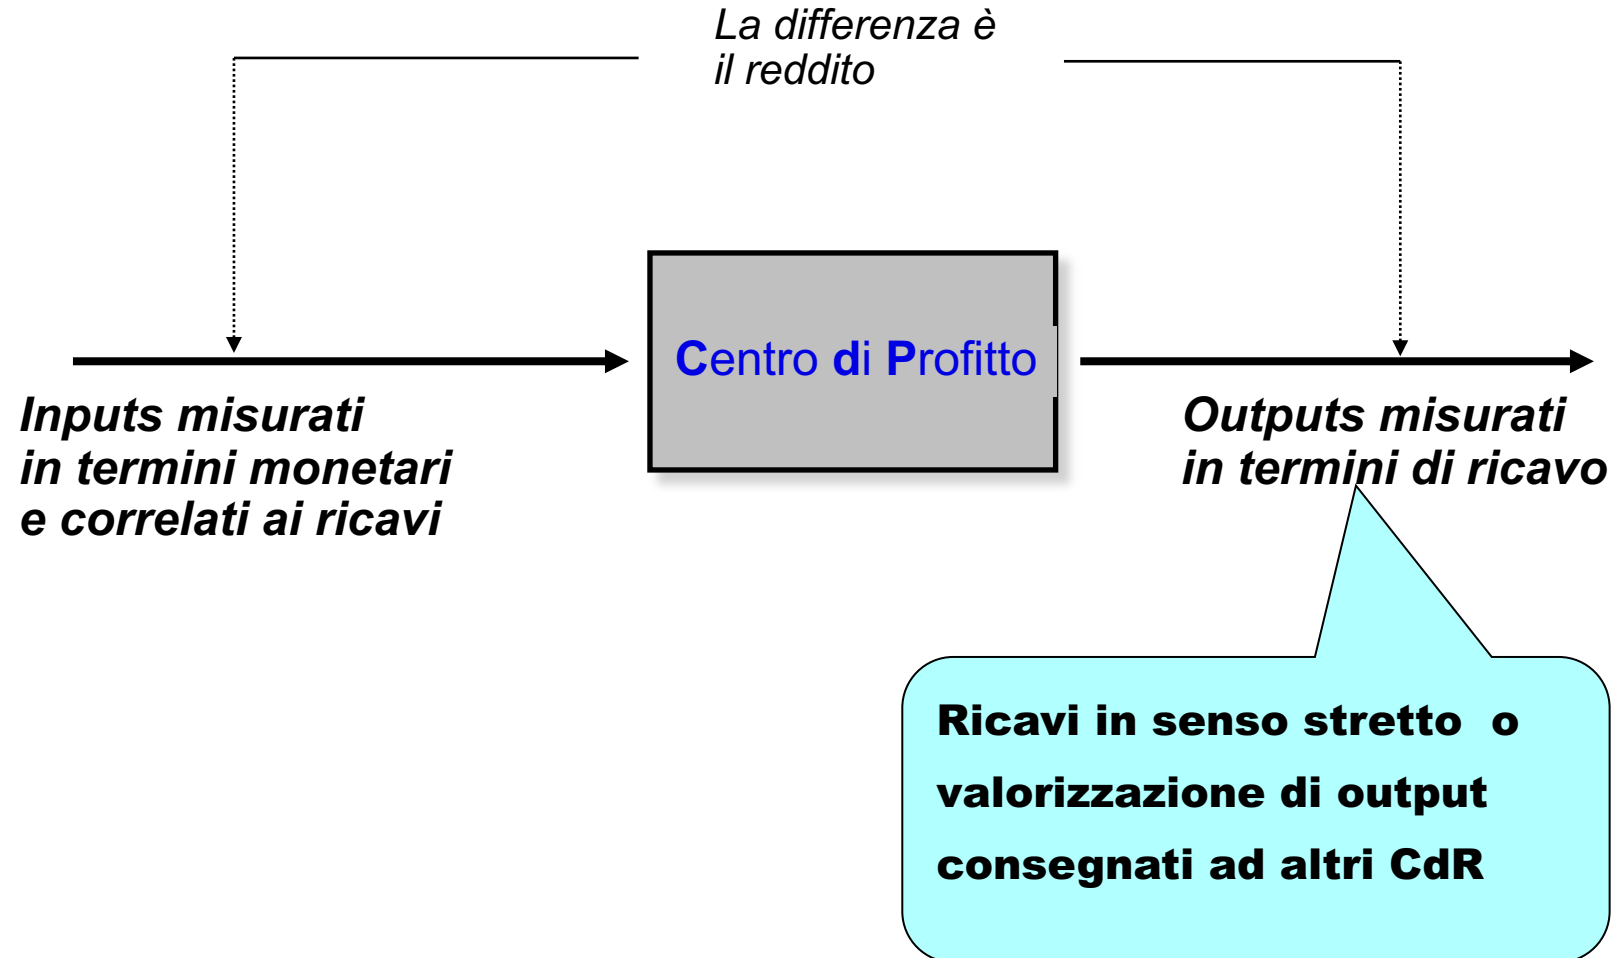 La differenza è
il reddito
Centro di Profitto
Inputs misurati
in termini monetari
e correlati ai ricavi
Outputs misurati
in termini di ricavo
Ricavi in senso stretto o
valorizzazione di output
consegnati ad altri CdR